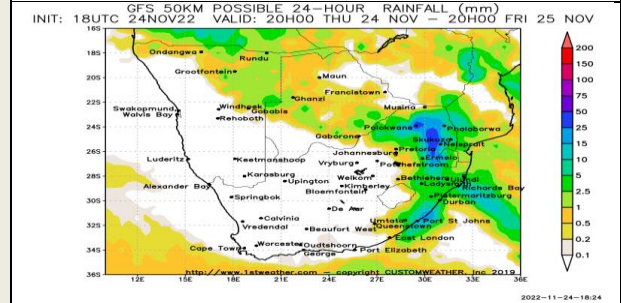 GFS 50KM POSSIBLE 24-HOUR RAINFALL (mm)
INIT: 18UTC 24NOV22 VALID: 20H00 THU 24 NOV - 20H00 FRI 25 NOV
16S
Ondangwa
Rundu
200
18S
150
Grootfontein
100
20S
Maun
75
Francistown
50
22S
Ghanzi
Musina
Swakopmund
Windhoek
Gobabis
Walvis Bay
Rehoboth
25
24S
Polokwane
Phalaborwa
15
Gaborone
Skukuza
Nelspruit
10
26S
Pretoria
Johannesburg
Ermelo
5
Luderitz
Keetmanshoop
Vryburg
Potchefstroom
28S
Karasburg
Upington
Welkom
Bethlehem
Ulundi
2.5
Alexander Bay
Kimberley
Ladysmith
Richards Bay
Bloemfontein
1
30S
Springbok
Pietermaritzburg
Durban
De Aar
0.5
Calvinia
Umtata
Port St Johns
32S
Vredendal
Beaufort West
Queenstown
0.2
East London
34S
Cape Town
Worcester
Oudtshoorn
0.1
George
Port Elizabeth
http://www.1stweather.com - copyright CUSTOMWEATHER, Inc 2019
36S
12E 15E 18E 21E 24E 27E 30E 33E 36E
2022-11-24-18:24